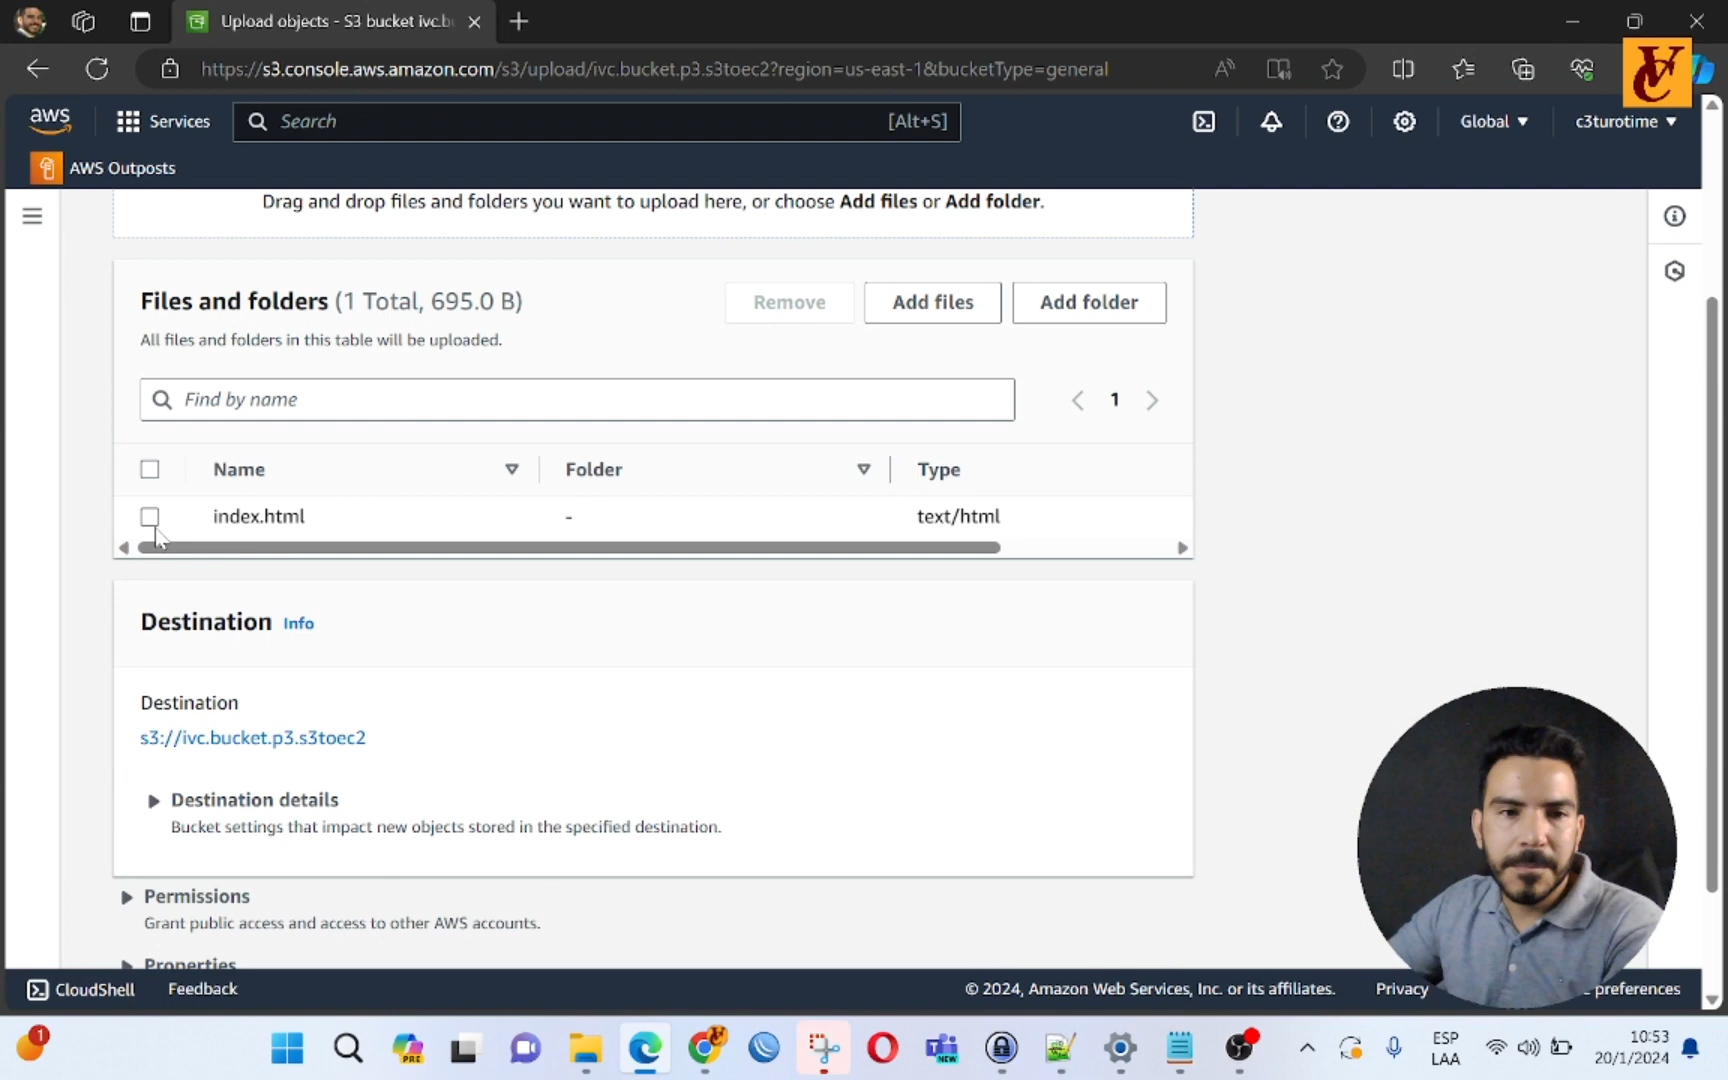 Upload objects - S3 bucket ivc.b
https://s3.console.aws.amazon.com/s3/upload/ivc.bucket.p3.s3toec2?region=us-east-1&bucketType=general
VC
aws
Services
Search
[Alt+S]
Global
c3turotime
AWS Outposts
Drag and drop files and folders you want to upload here, or choose Add files or Add folder.
Files and folders (1 Total, 695.0 B)
Remove
Add files
Add folder
All files and folders in this table will be uploaded.
Find by name
1
Name
Folder
Type
index.html
-
text/html
Destination Info
Destination
s3://ivc.bucket.p3.s3toec2
Destination details
Bucket settings that impact new objects stored in the specified destination.
Permissions
Grant public access and access to other AWS accounts.
Properties
CloudShell
Feedback
© 2024, Amazon Web Services, Inc. or its affiliates.
Privacy
preferences
1
PRE
NEW
ESP
LAA
10:53
20/1/2024